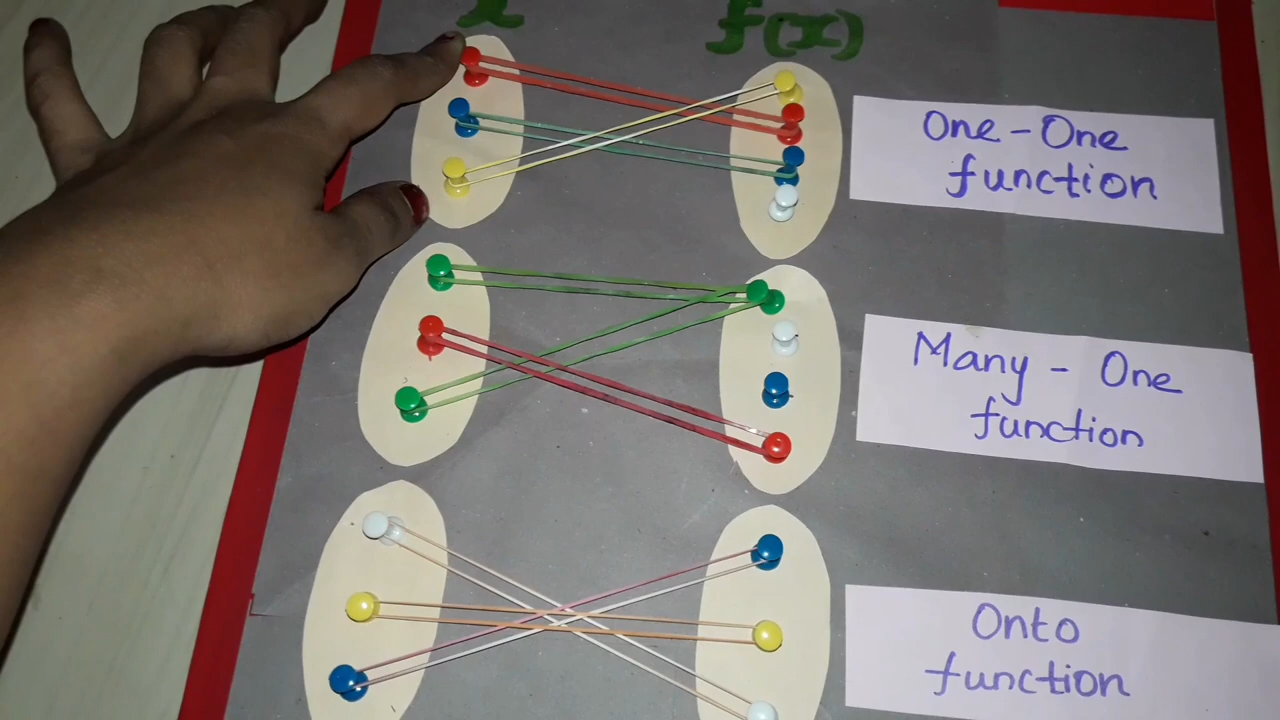 x f(x)
One-One
function
Many - One
function
Onto
function